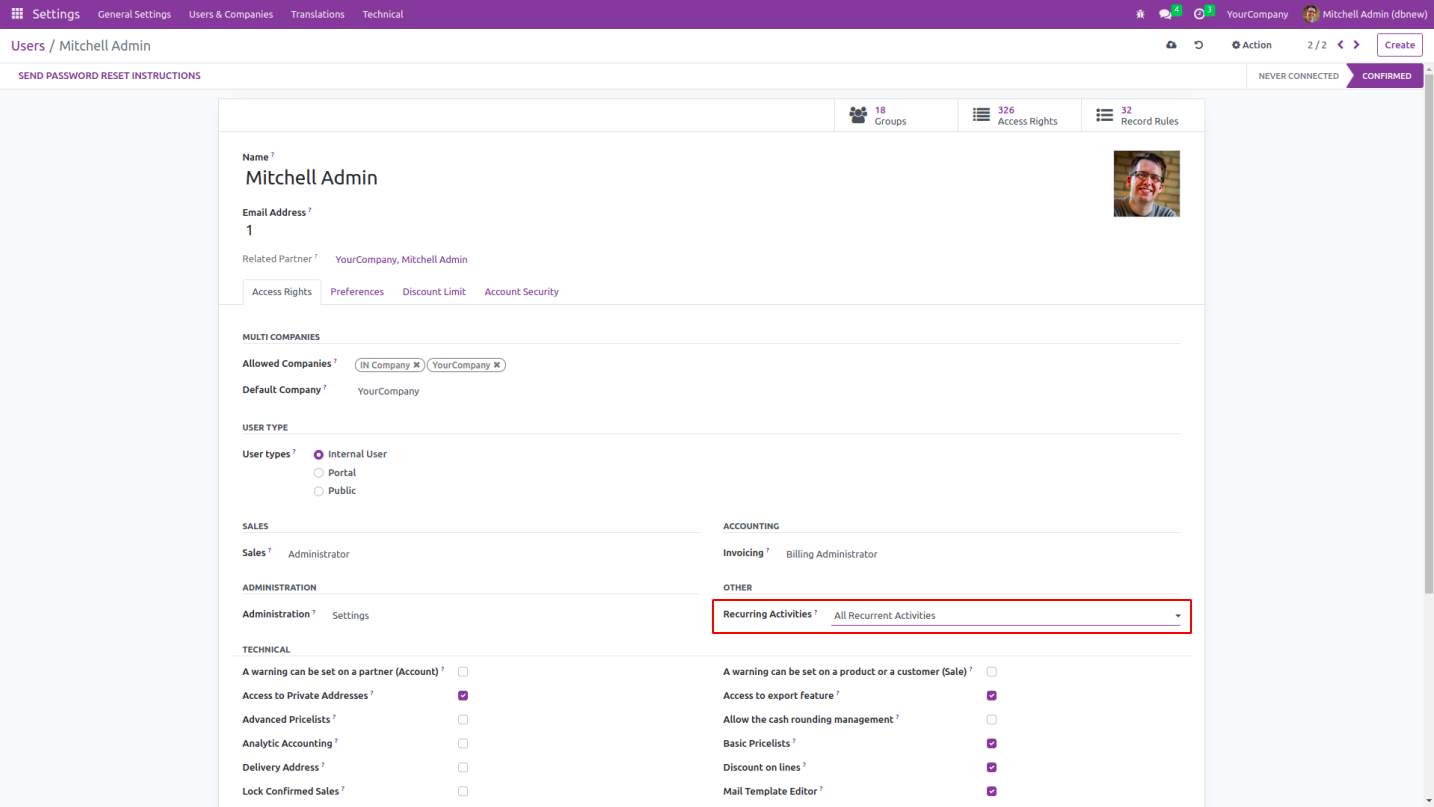 Settings General Settings Users & Companies Translations Technical 4 3 YourCompany Mitchell Admin (dbnew)
Users / Mitchell Admin Action 2 / 2 Create
SEND PASSWORD RESET INSTRUCTIONS NEVER CONNECTED CONFIRMED
18 Groups 326 Access Rights 32 Record Rules
Name ?
Mitchell Admin
Email Address ?
1
Related Partner ? YourCompany, Mitchell Admin
Access Rights Preferences Discount Limit Account Security
MULTI COMPANIES
Allowed Companies ? IN Company ✖ YourCompany ✖
Default Company ? YourCompany
USER TYPE
User types ? Internal User
Portal
Public
SALES ACCOUNTING
Sales ? Administrator Invoicing ? Billing Administrator
ADMINISTRATION OTHER
Administration ? Settings Recurring Activities ? All Recurrent Activities
TECHNICAL
A warning can be set on a partner (Account) ? A warning can be set on a product or a customer (Sale) ?
Access to Private Addresses ? Access to export feature ?
Advanced Pricelists ? Allow the cash rounding management ?
Analytic Accounting ? Basic Pricelists ?
Delivery Address ? Discount on lines ?
Lock Confirmed Sales ? Mail Template Editor ?